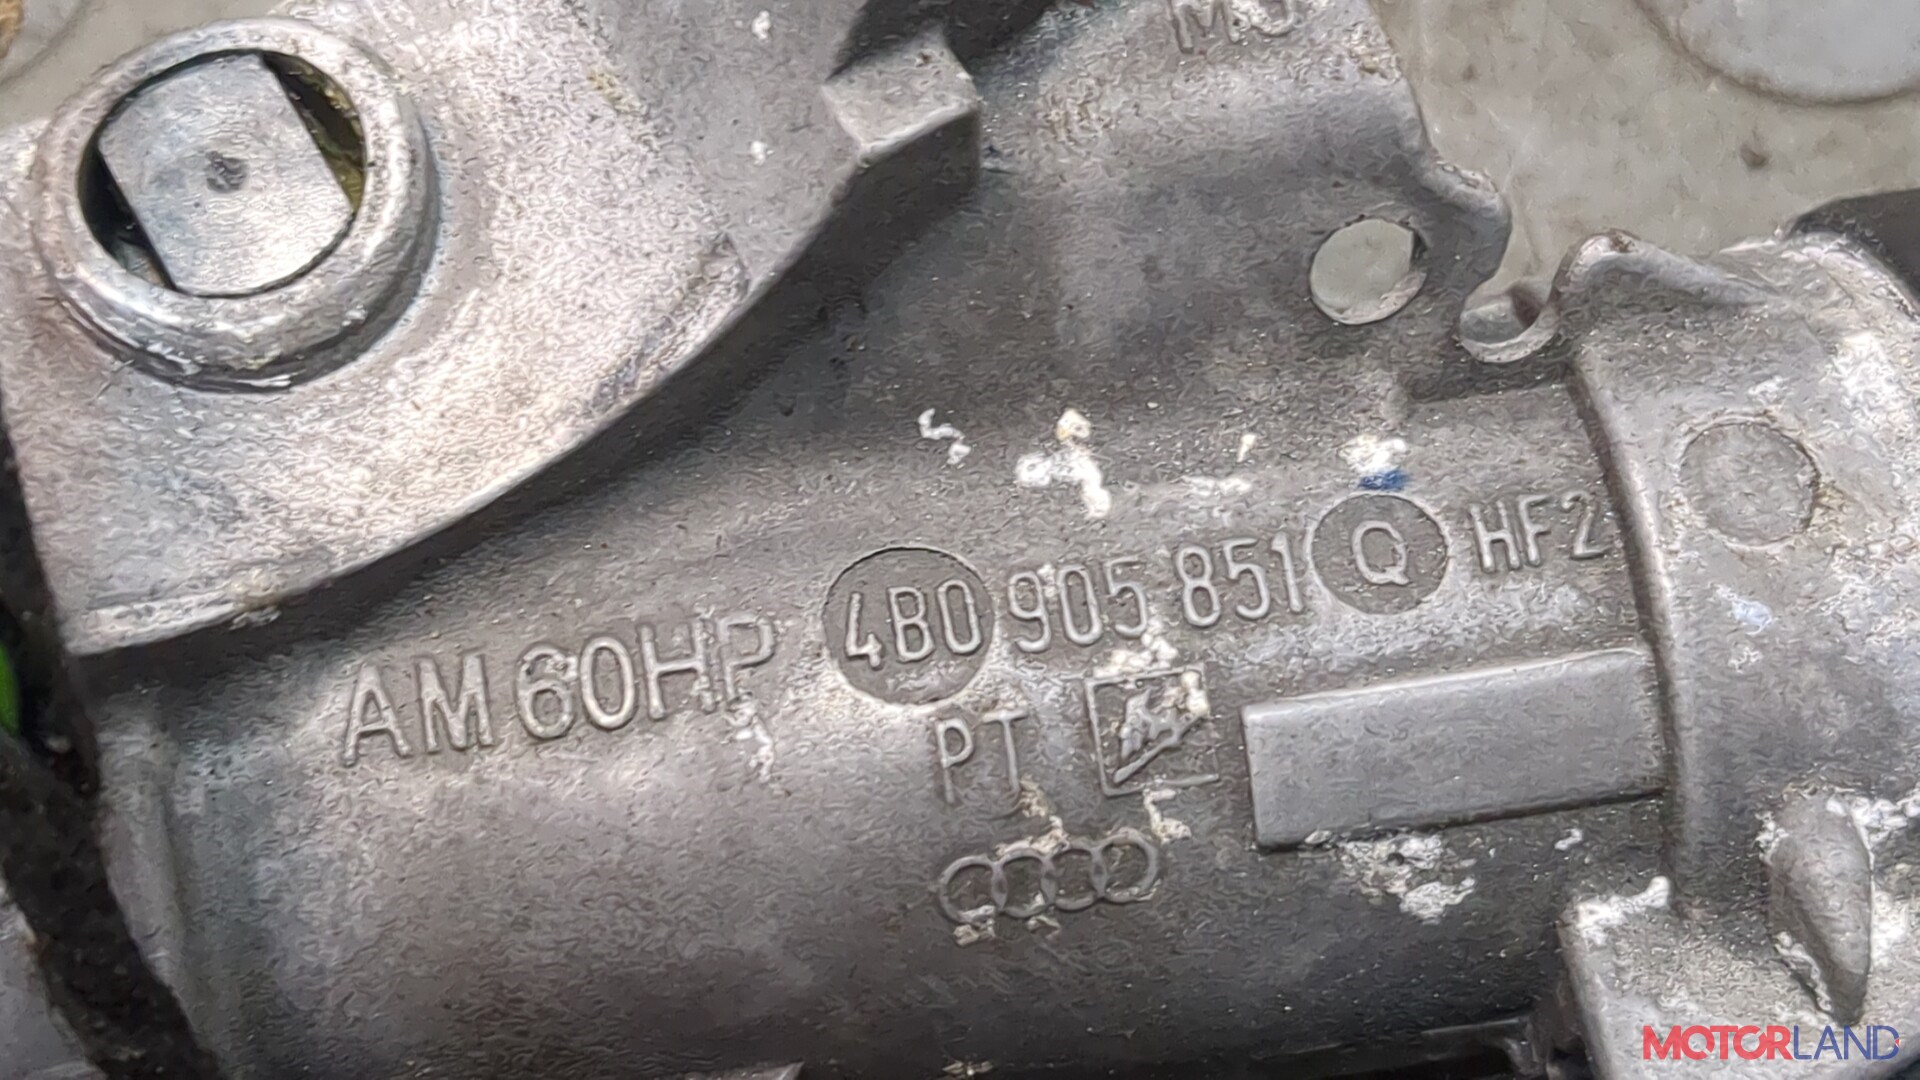 AM 60HP 4B0 905 851 Q HF2
PT
MOTORLAND